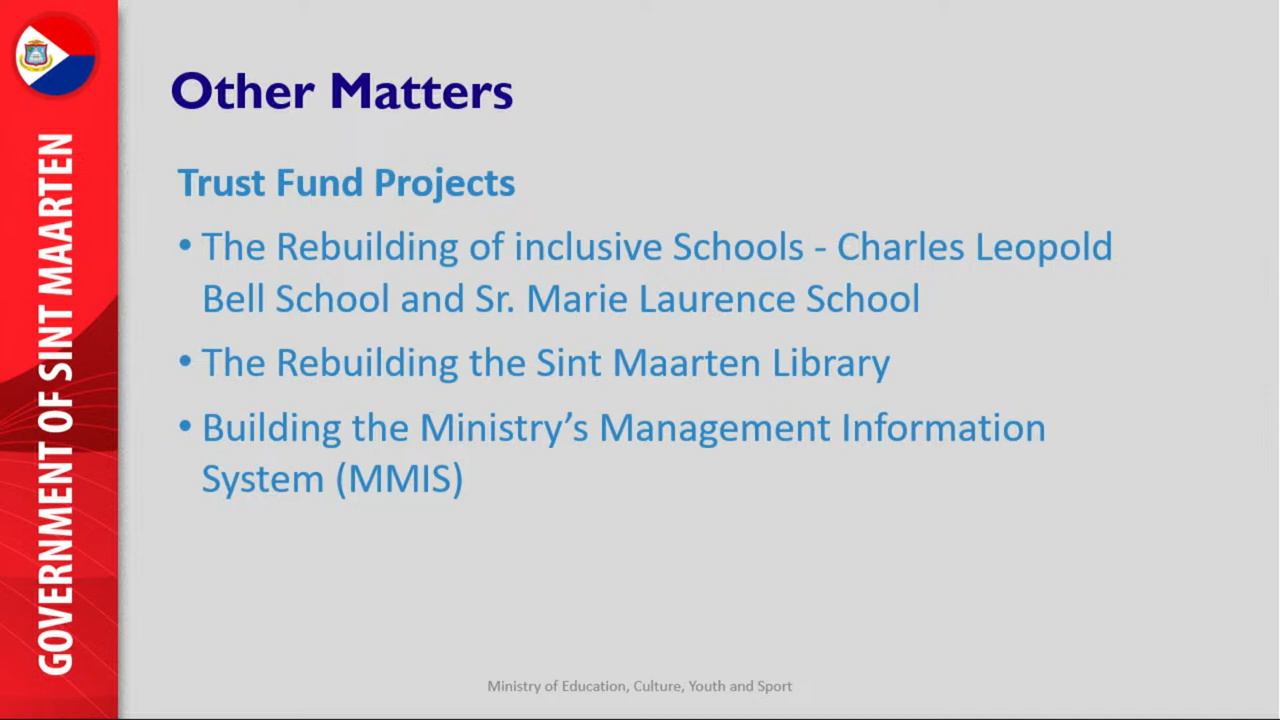 GOVERNMENT OF SINT MAARTEN
Other Matters
Trust Fund Projects
• The Rebuilding of inclusive Schools - Charles Leopold
Bell School and Sr. Marie Laurence School
• The Rebuilding the Sint Maarten Library
• Building the Ministry’s Management Information
System (MMIS)
Ministry of Education, Culture, Youth and Sport